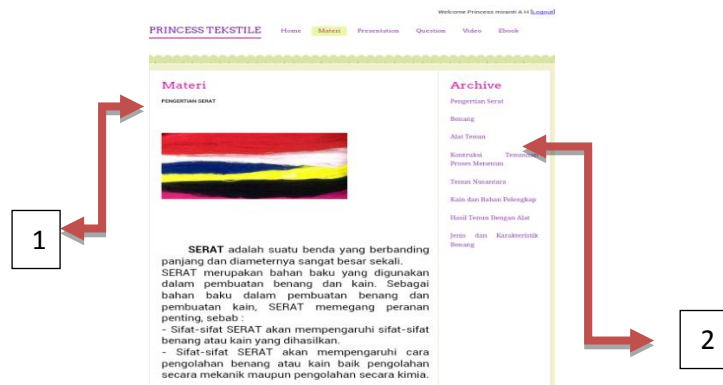 Welcome Princess miranti A H [Logout]
PRINCESS TEKSTILE
Home Materi Presentation Question Video Ebook
Materi
PENGERTIAN SERAT
SERAT adalah suatu benda yang berbanding
panjang dan diameternya sangat besar sekali.
SERAT merupakan bahan baku yang digunakan
dalam pembuatan benang dan kain. Sebagai
bahan baku dalam pembuatan benang dan
pembuatan kain, SERAT memegang peranan
penting, sebab :
- Sifat-sifat SERAT akan mempengaruhi sifat-sifat
benang atau kain yang dihasilkan.
- Sifat-sifat SERAT akan mempengaruhi cara
pengolahan benang atau kain baik pengolahan
secara mekanik maupun pengolahan secara kimia.
Archive
Pengertian Serat
Benang
Alat Tenun
Kontruksi
Proses Menenun
Tenun Nusantara
Kain dan Bahan Pelengkap
Hasil Tenun Dengan Alat
Jenis dan Karakteristik
Benang
1
2